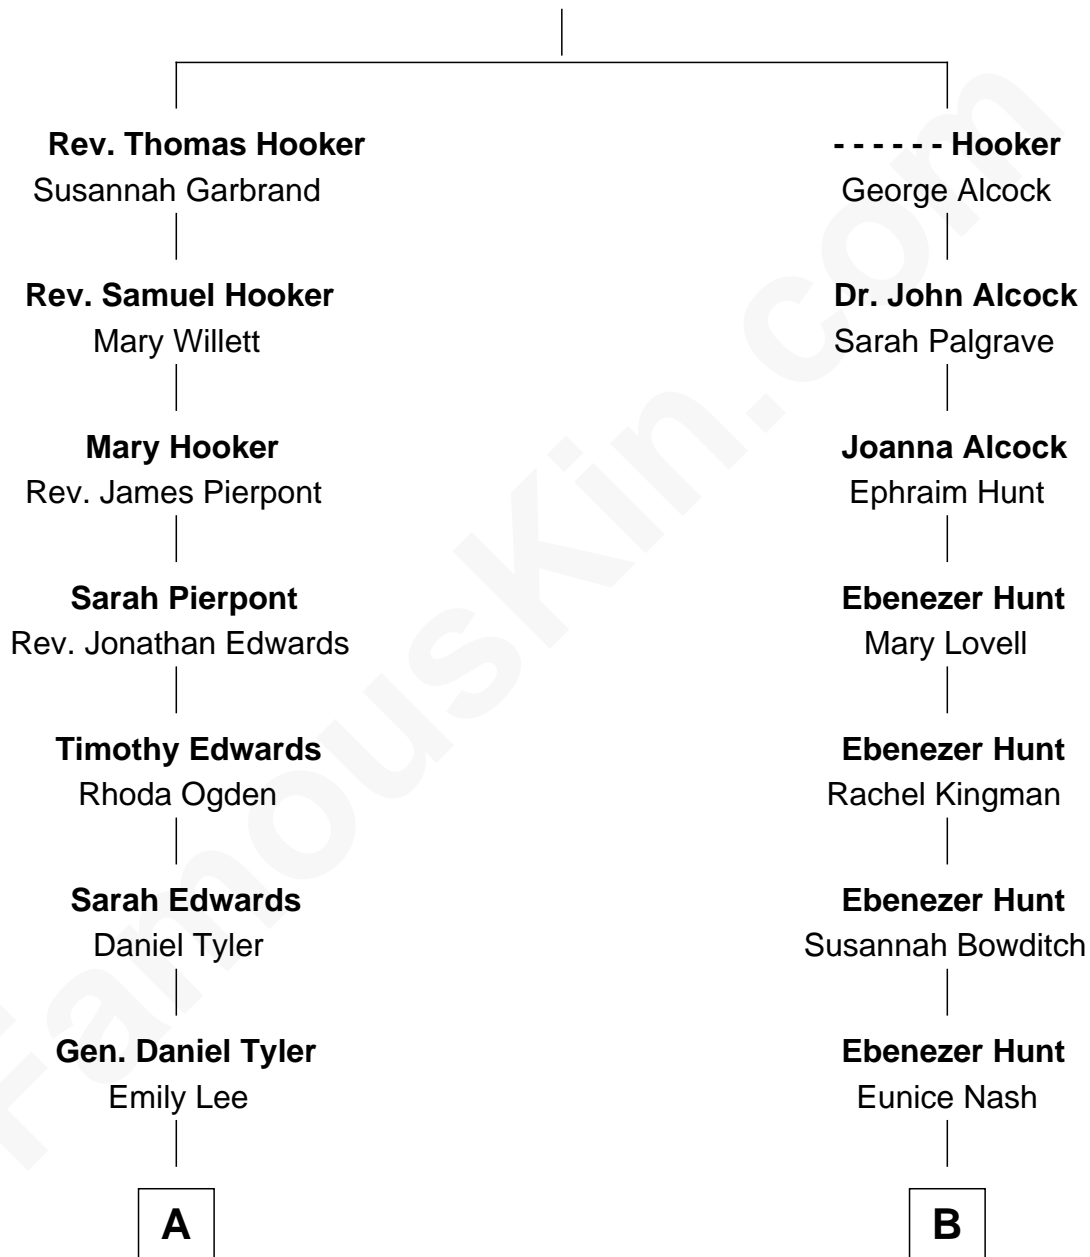 Rev. Thomas Hooker
Susannah Garbrand
Rev. Samuel Hooker
Mary Willett
Mary Hooker
Rev. James Pierpont
Sarah Pierpont
Rev. Jonathan Edwards
Timothy Edwards
Rhoda Ogden
Sarah Edwards
Daniel Tyler
Gen. Daniel Tyler
Emily Lee
A
- - - - - - Hooker
George Alcock
Dr. John Alcock
Sarah Palgrave
Joanna Alcock
Ephraim Hunt
Ebenezer Hunt
Mary Lovell
Ebenezer Hunt
Rachel Kingman
Ebenezer Hunt
Susannah Bowditch
Ebenezer Hunt
Eunice Nash
B
FamousKin.com